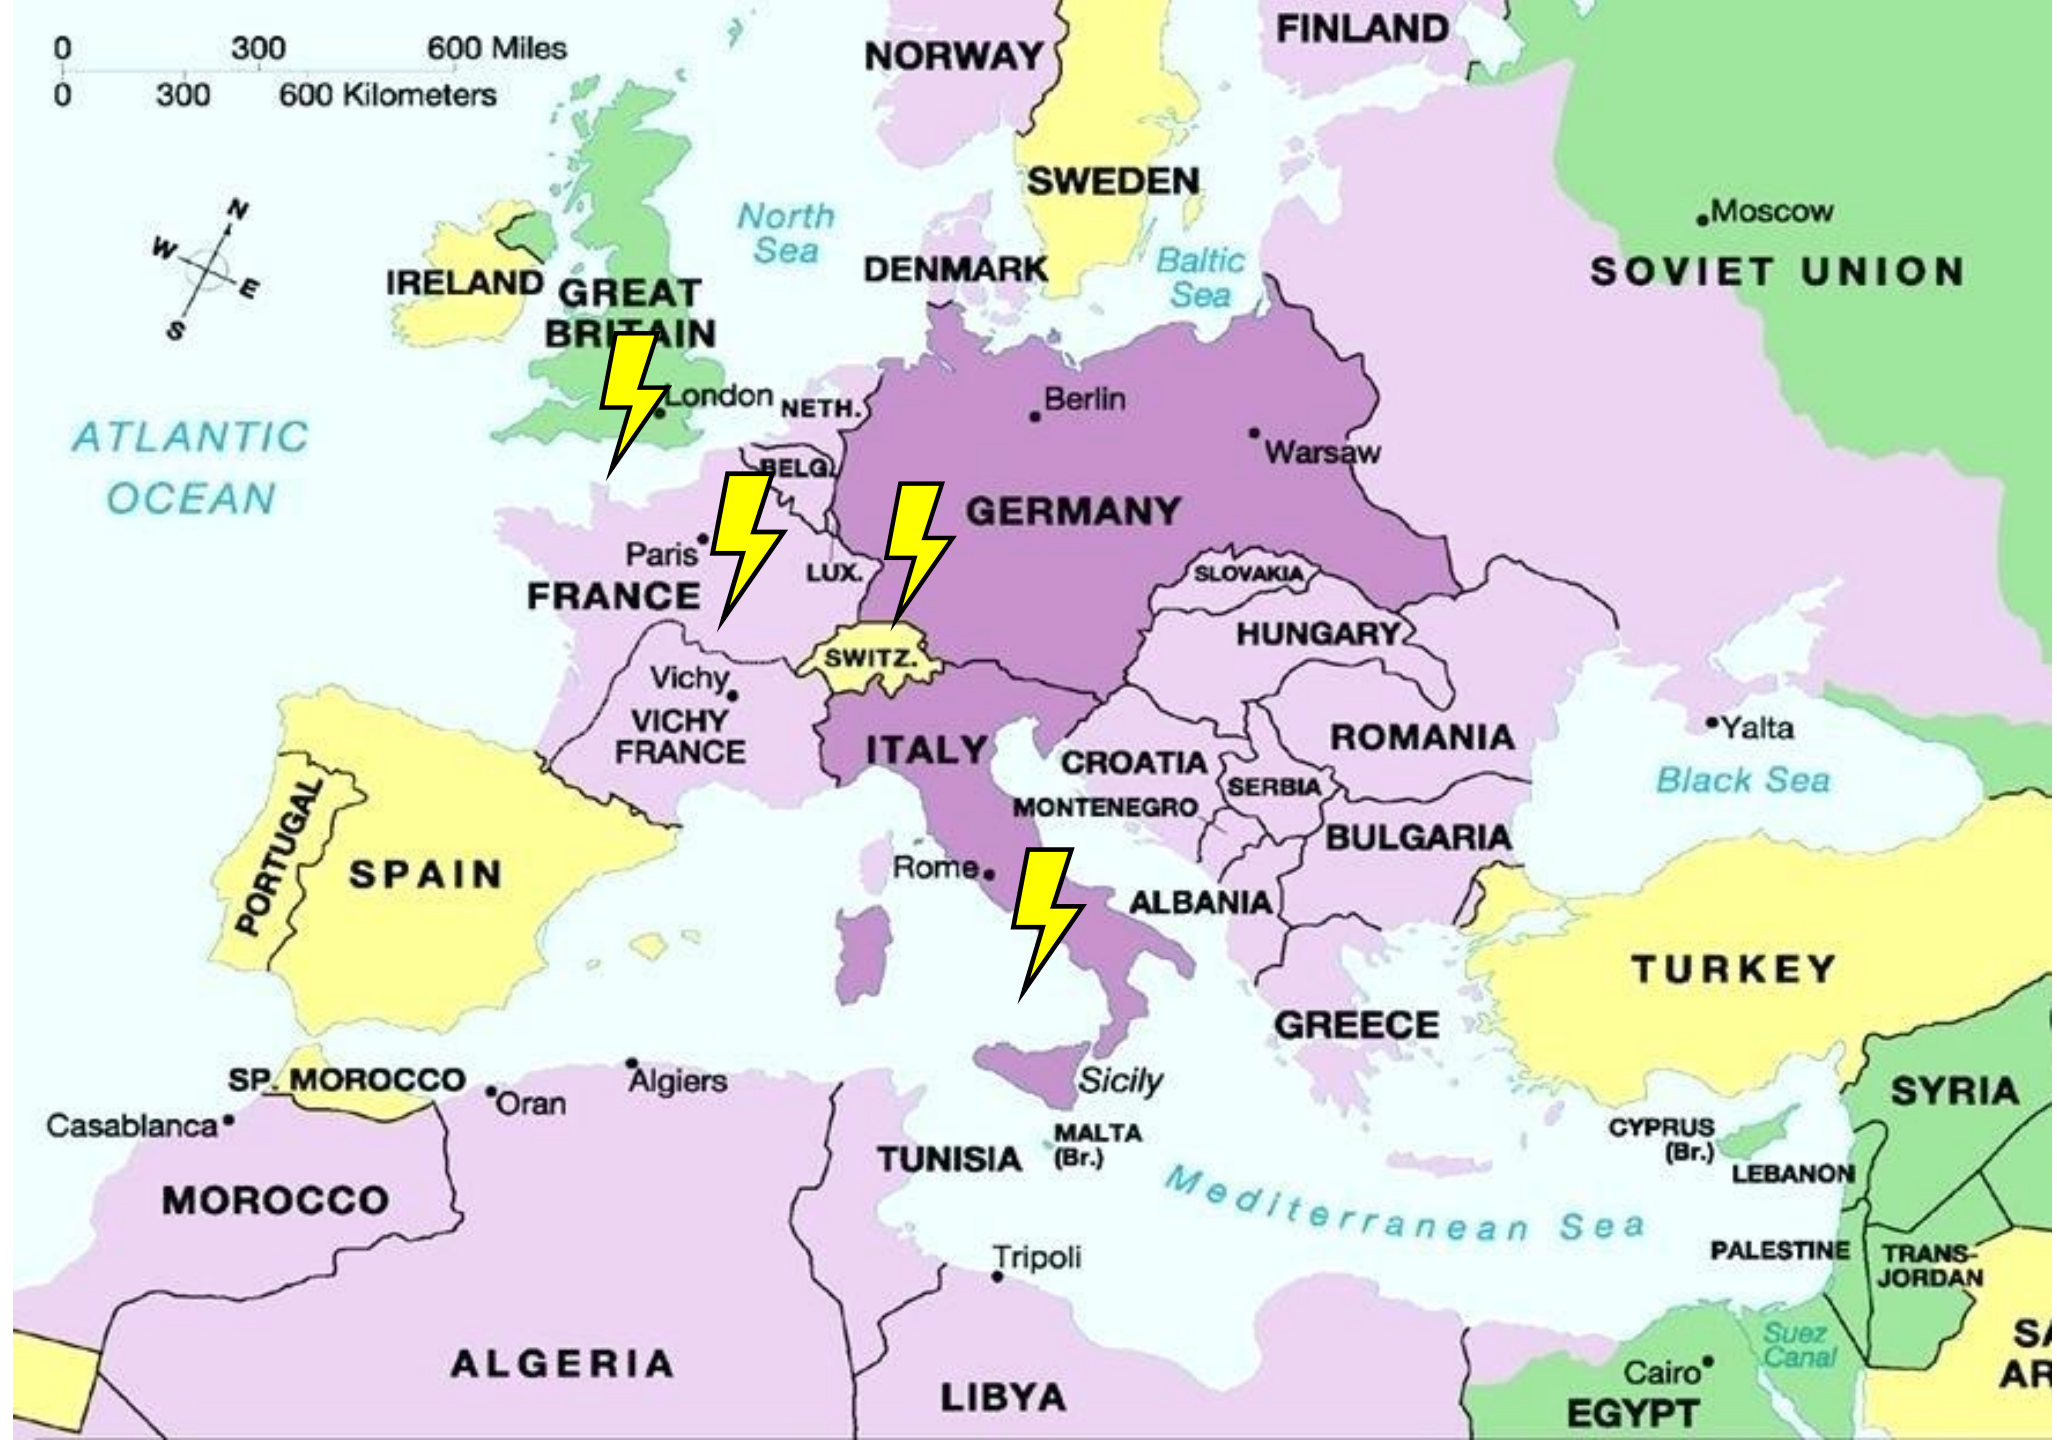 0 300 600 Miles
0 300 600 Kilometers
N
W
E
S
NORWAY
FINLAND
SWEDEN
North
Sea
Baltic
Sea
DENMARK
Moscow
SOVIET UNION
IRELAND
GREAT
BRITAIN
London
NETH.
BELG.
Berlin
Warsaw
GERMANY
ATLANTIC
OCEAN
Paris
FRANCE
LUX.
SWITZ.
SLOVAKIA
HUNGARY
Vichy
VICHY
FRANCE
ITALY
CROATIA
SERBIA
MONTENEGRO
ROMANIA
Yalta
Black Sea
BULGARIA
PORTUGAL
SPAIN
Rome
ALBANIA
TURKEY
GREECE
SP. MOROCCO
Oran
Algiers
Sicily
Casablanca
MALTA
(Br.)
TUNISIA
CYPRUS
(Br.)
SYRIA
LEBANON
MOROCCO
Mediterranean Sea
PALESTINE
TRANS-
JORDAN
Tripoli
ALGERIA
LIBYA
Suez
Canal
Cairo
EGYPT
SA
AR